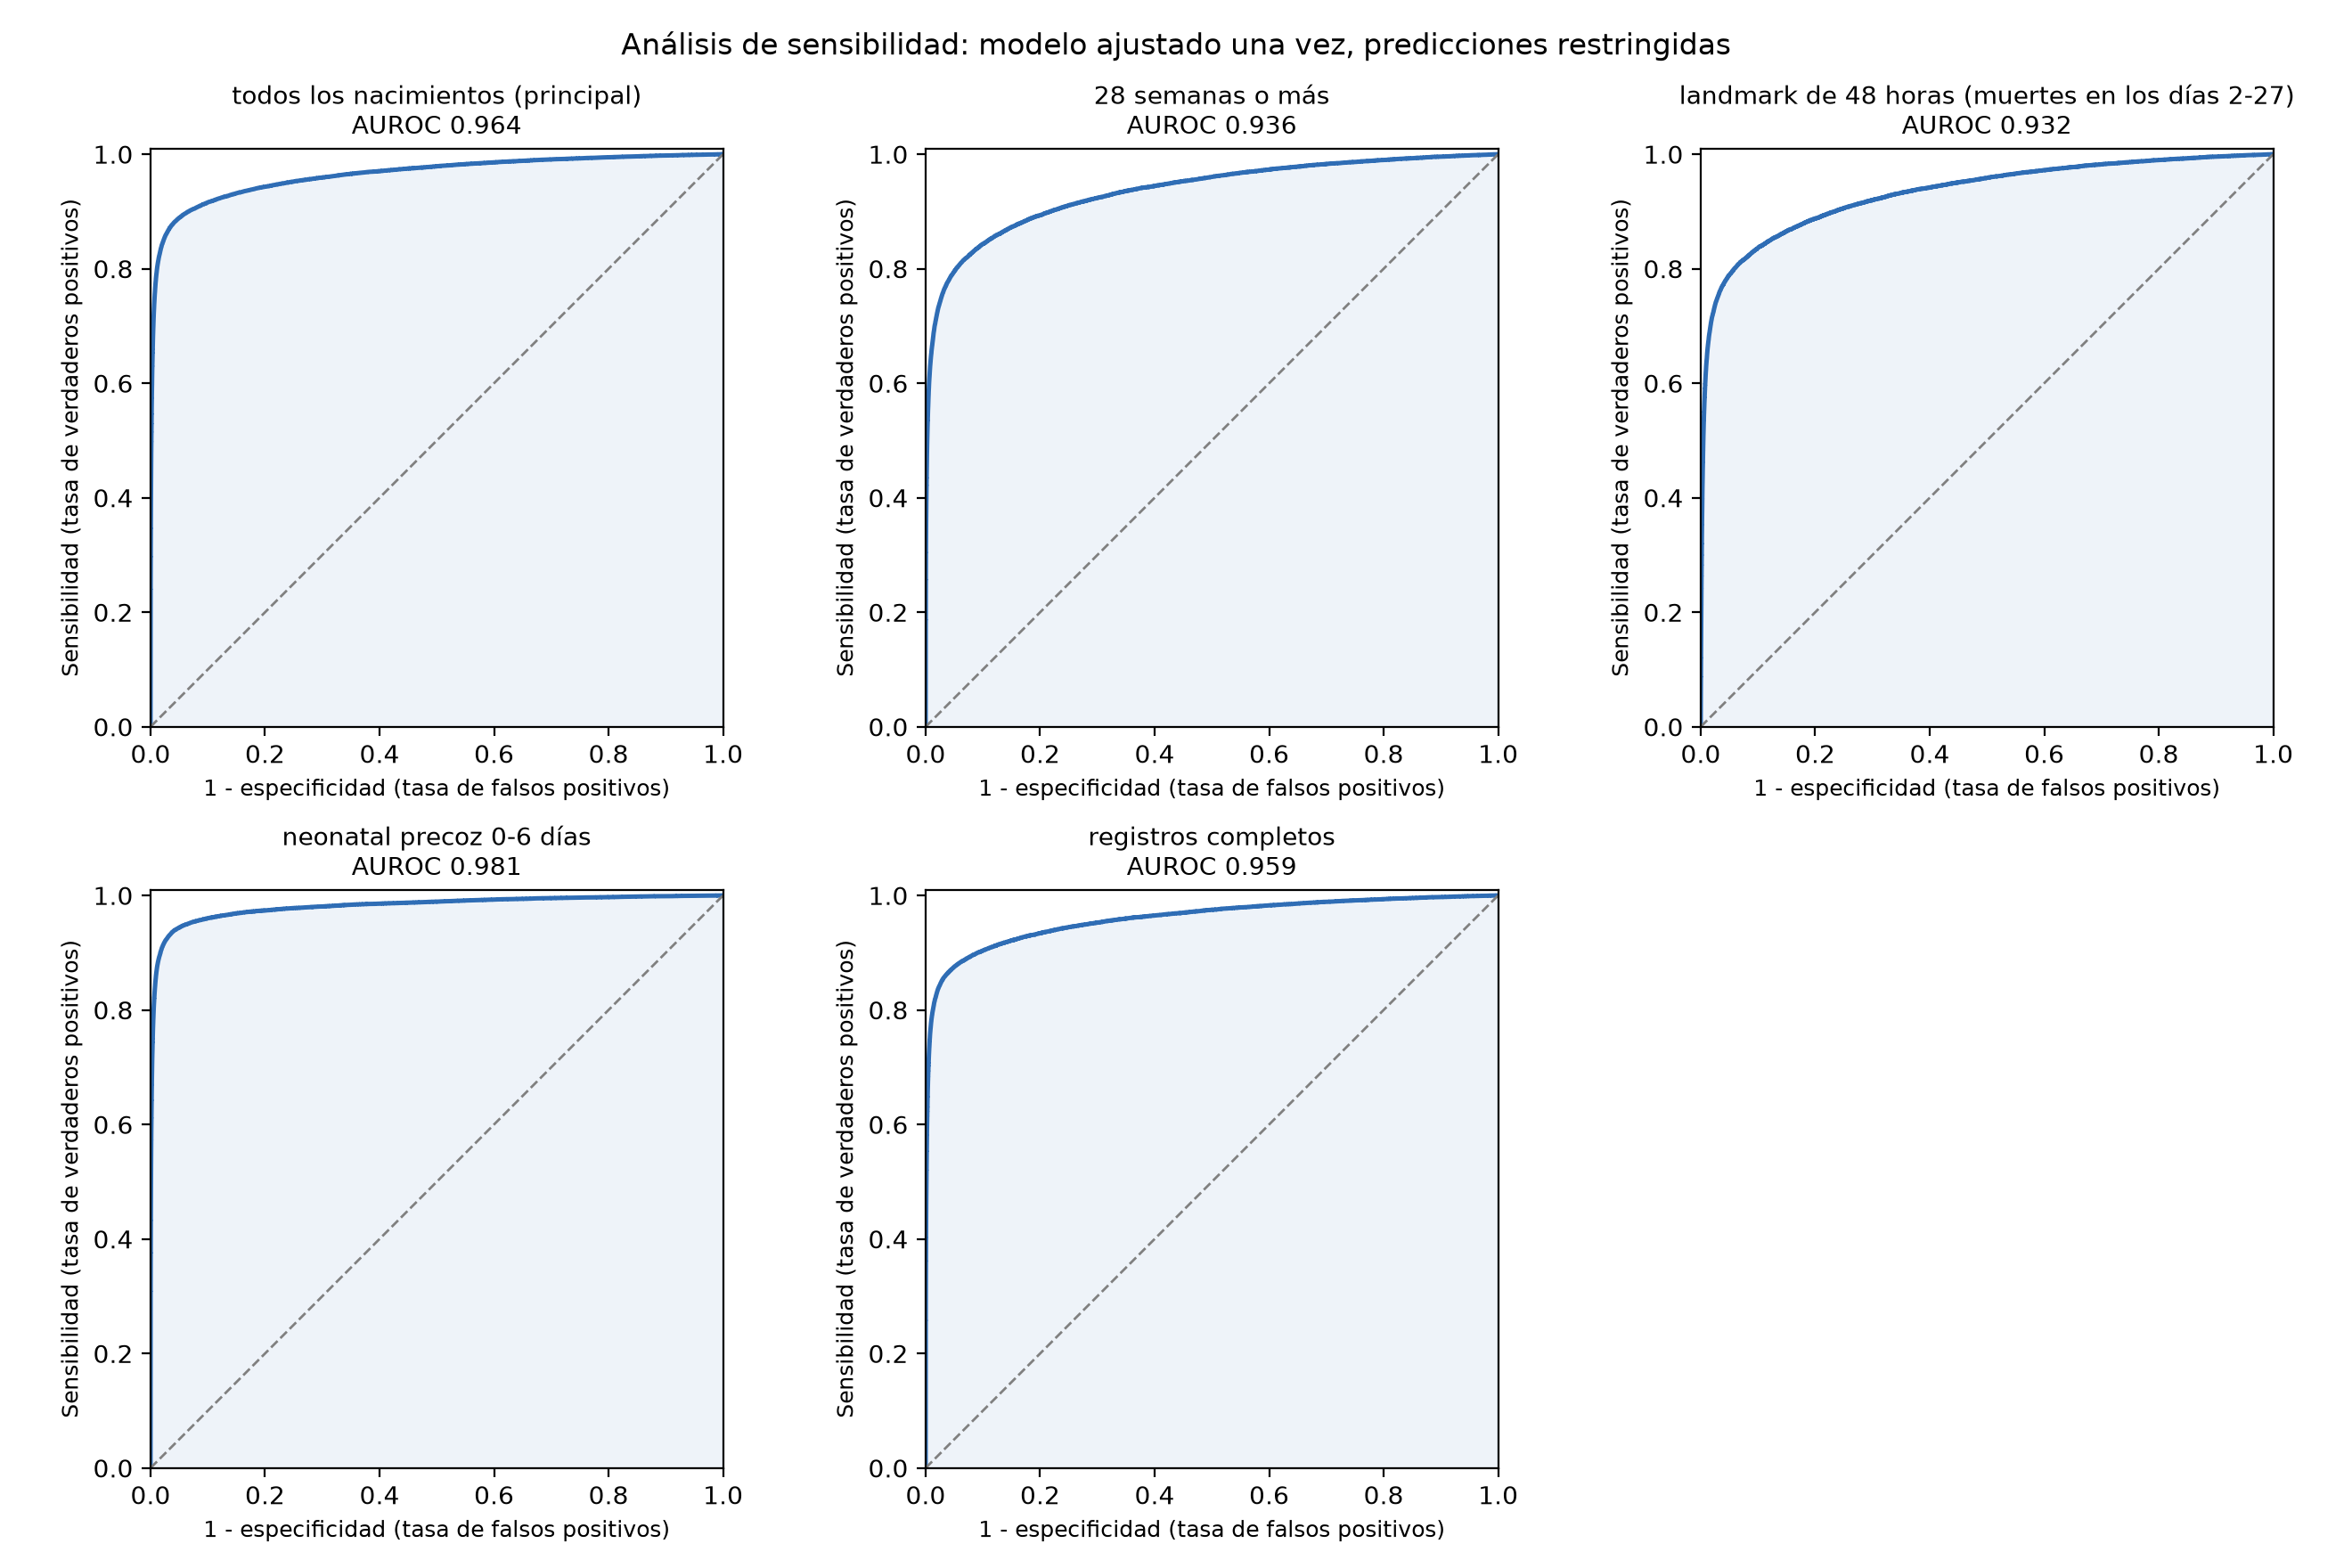 Análisis de sensibilidad: modelo ajustado una vez, predicciones restringidas
todos los nacimientos (principal)
AUROC 0.964
1.0
0.8
0.6
0.4
0.2
0.0
Sensibilidad (tasa de verdaderos positivos)
0.0 0.2 0.4 0.6 0.8 1.0
1 - especificidad (tasa de falsos positivos)
28 semanas o más
AUROC 0.936
1.0
0.8
0.6
0.4
0.2
0.0
Sensibilidad (tasa de verdaderos positivos)
0.0 0.2 0.4 0.6 0.8 1.0
1 - especificidad (tasa de falsos positivos)
landmark de 48 horas (muertes en los días 2-27)
AUROC 0.932
1.0
0.8
0.6
0.4
0.2
0.0
Sensibilidad (tasa de verdaderos positivos)
0.0 0.2 0.4 0.6 0.8 1.0
1 - especificidad (tasa de falsos positivos)
neonatal precoz 0-6 días
AUROC 0.981
1.0
0.8
0.6
0.4
0.2
0.0
Sensibilidad (tasa de verdaderos positivos)
0.0 0.2 0.4 0.6 0.8 1.0
1 - especificidad (tasa de falsos positivos)
registros completos
AUROC 0.959
1.0
0.8
0.6
0.4
0.2
0.0
Sensibilidad (tasa de verdaderos positivos)
0.0 0.2 0.4 0.6 0.8 1.0
1 - especificidad (tasa de falsos positivos)